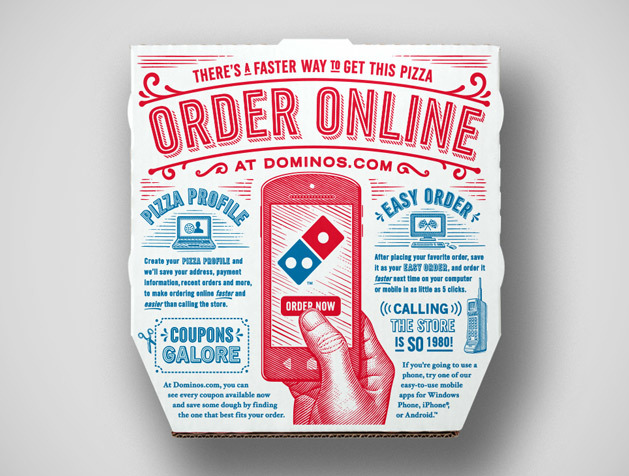 THERE'S A FASTER WAY TO GET THIS PIZZA
ORDER ONLINE
AT DOMINOS.COM
PIZZA PROFILE
Create your PIZZA PROFILE and
we'll save your address, payment
information, recent orders and more,
to make ordering online faster and
easier than calling the store.
COUPONS
GALORE
At Dominos.com, you can
see every coupon available now
and save some dough by finding
the one that best fits your order.
TM
ORDER NOW
EASY ORDER
After placing your favorite order, save
it as your EASY ORDER, and order it
faster next time on your computer
or mobile in as little as 5 clicks.
CALLING
THE STORE
IS SO 1980!
If you're going to use a
phone, try one of our
easy-to-use mobile
apps for Windows
Phone, iPhone®,
or Android.™